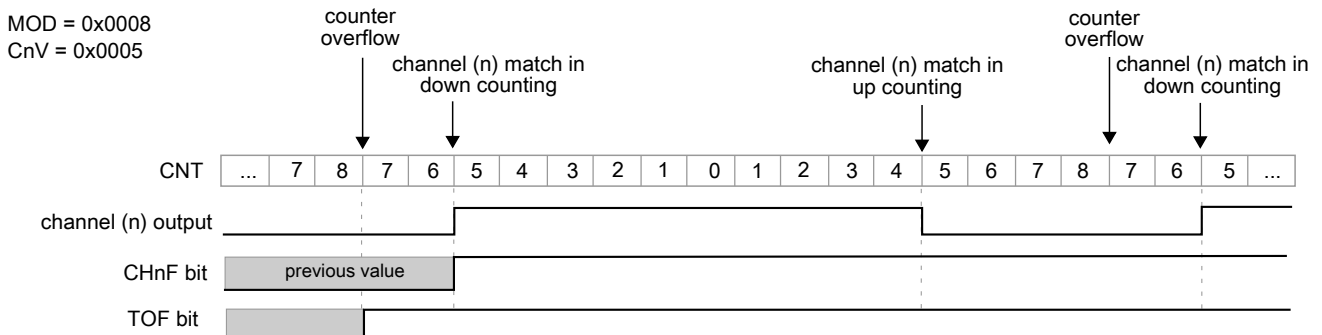 MOD = 0x0008
CnV = 0x0005
counter
overflow
channel (n) match in
down counting
channel (n) match in
up counting
counter
overflow
channel (n) match in
down counting
CNT ... 7 8 7 6 5 4 3 2 1 0 1 2 3 4 5 6 7 8 7 6 5 ...
channel (n) output
CHnF bit previous value
TOF bit